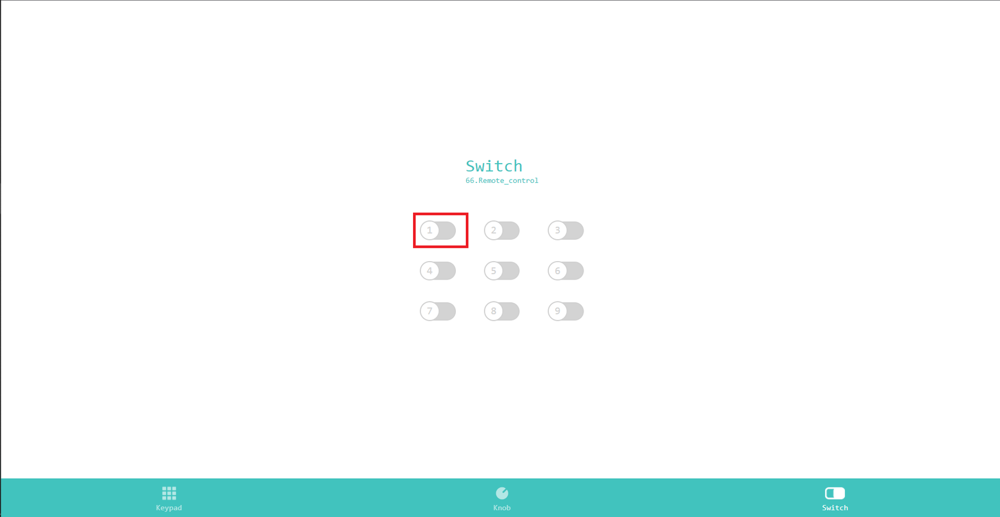 Switch
66.Remote_control
1 2 3
4 5 6
7 8 9
Keypad Knob Switch